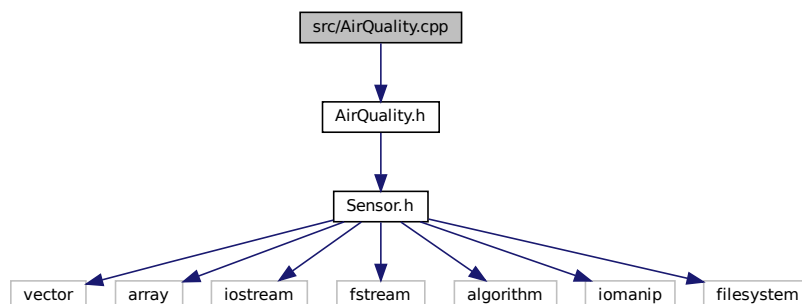 src/AirQuality.cpp
AirQuality.h
Sensor.h
vector
array
iostream
fstream
algorithm
iomanip
filesystem